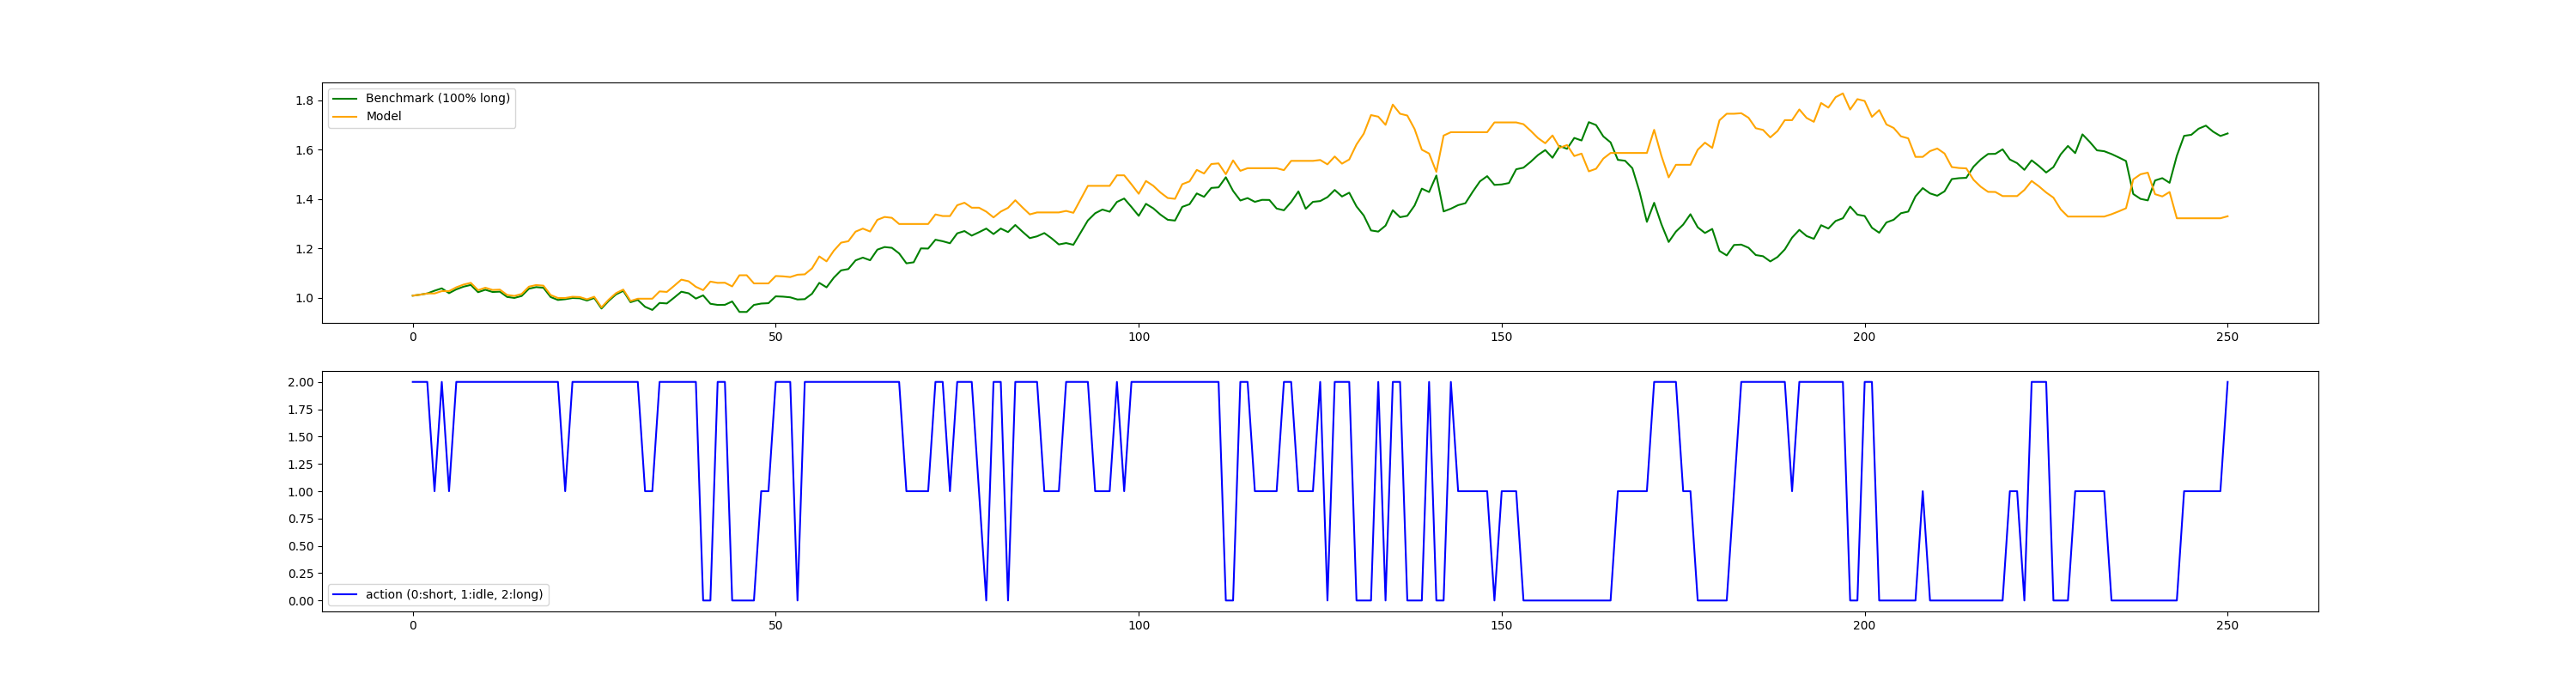 Benchmark (100% long)
Model
1.8
1.6
1.4
1.2
1.0
0 50 100 150 200 250
2.00
1.75
1.50
1.25
1.00
0.75
0.50
0.25
0.00
action (0:short, 1:idle, 2:long)
0 50 100 150 200 250